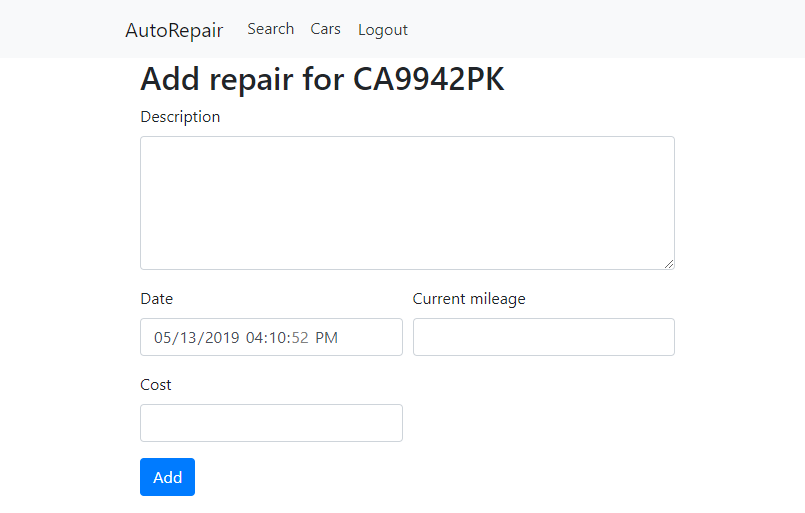 AutoRepair Search Cars Logout
Add repair for CA9942PK
Description
Date Current mileage
05/13/2019 04:10:52 PM
Cost
Add